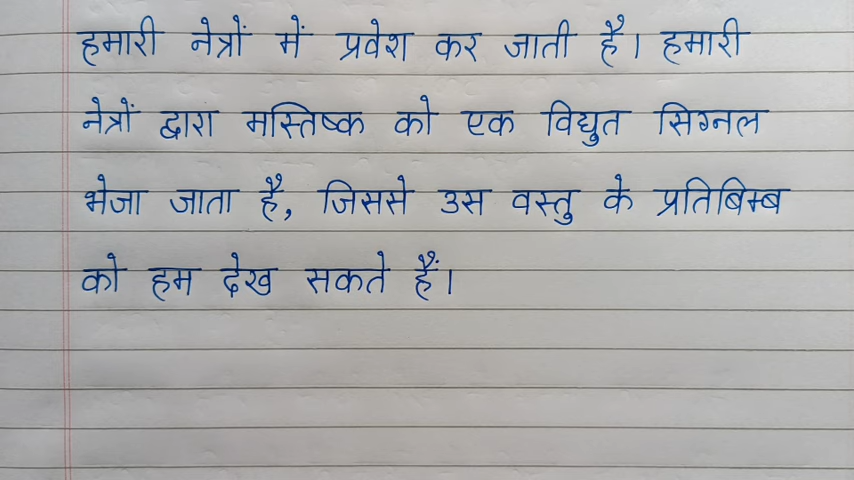 हमारी नेत्रों में प्रवेश कर जाती है। हमारी
नेत्रों द्वारा मस्तिष्क को एक विद्युत सिग्नल
भेजा जाता है, जिससे उस वस्तु के प्रतिबिम्ब
को हम देख सकते हैं।